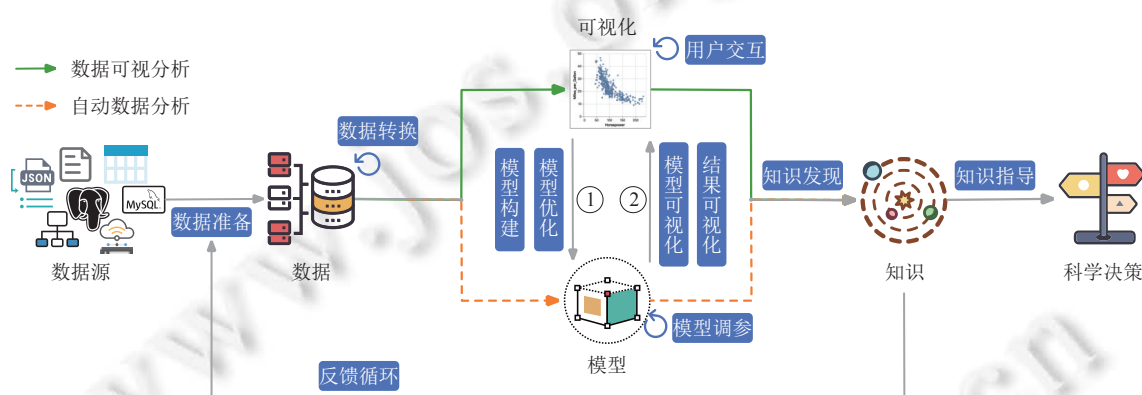 可视化
用户交互
数据可视分析
自动数据分析
数据转换
JSON
MySQL
数据准备
数据源
数据
模型构建
模型优化
①
②
模型可视化
结果可视化
知识发现
知识指导
知识
科学决策
模型调参
模型
反馈循环
www.jos.
cn